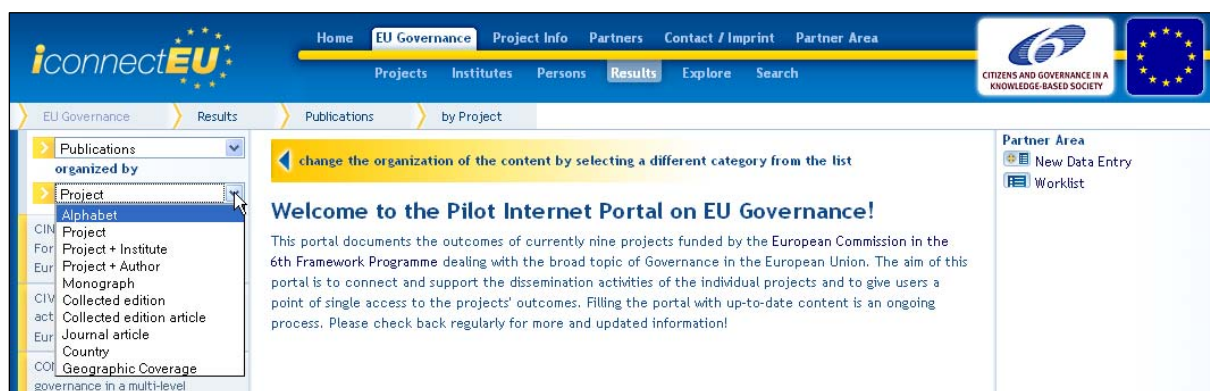 iconnectEU
Home EU Governance Project Info Partners Contact / Imprint Partner Area
Projects Institutes Persons Results Explore Search
6
CITIZENS AND GOVERNANCE IN A
KNOWLEDGE-BASED SOCIETY
EU Governance Results Publications by Project
Publications
organized by
Project
Alphabet
Project
Project + Institute
Project + Author
Monograph
Collected edition
Collected edition article
Journal article
Country
Geographic Coverage
CIN
For
Eur
CIV
act
Eur
governance in a multi-level
change the organization of the content by selecting a different category from the list
Welcome to the Pilot Internet Portal on EU Governance!
This portal documents the outcomes of currently nine projects funded by the European Commission in the
6th Framework Programme dealing with the broad topic of Governance in the European Union. The aim of this
portal is to connect and support the dissemination activities of the individual projects and to give users a
point of single access to the projects' outcomes. Filling the portal with up-to-date content is an ongoing
process. Please check back regularly for more and updated information!
Partner Area
New Data Entry
Worklist